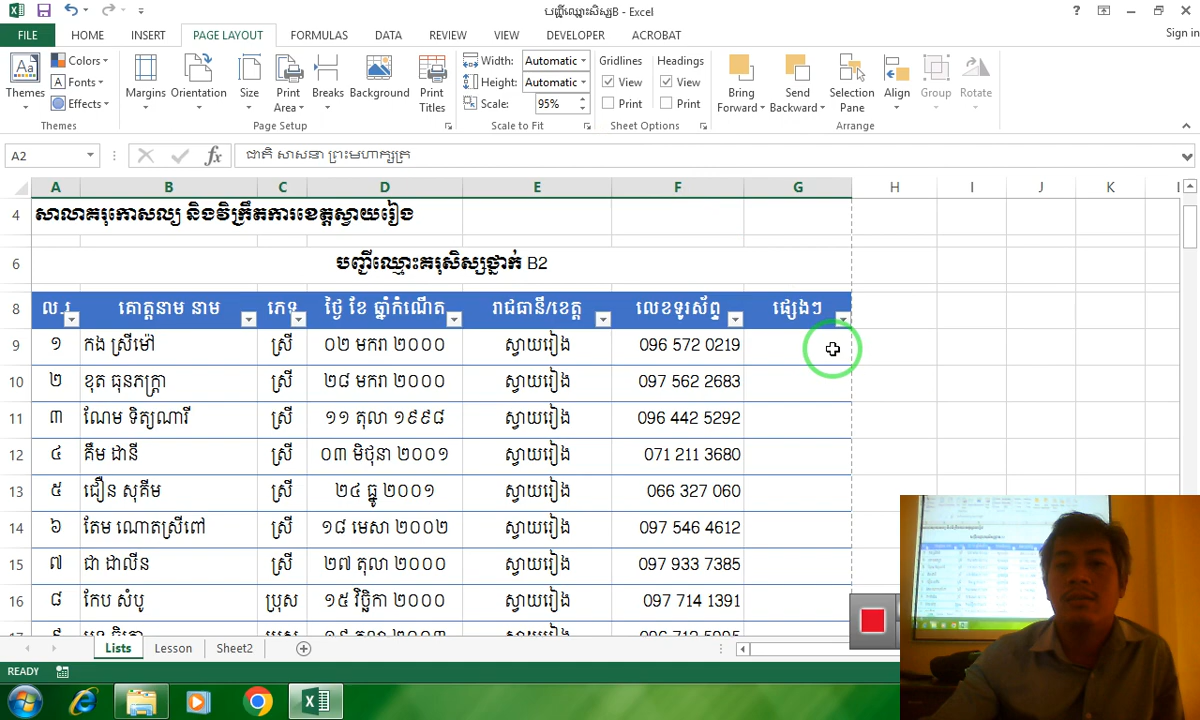 បញ្ជីឈ្មោះសិស្សB - Excel
Sign in
FILE HOME INSERT PAGE LAYOUT FORMULAS DATA REVIEW VIEW DEVELOPER ACROBAT
Colors Width: Automatic Gridlines Headings
Fonts Height: Automatic View View
Themes Effects Margins Orientation Size Print Area Breaks Background Print Titles Scale: 95% Print Print Bring Forward Send Backward Selection Pane Align Group Rotate
Themes Page Setup Scale to Fit Sheet Options Arrange
A2 fx ជាតិ សាសនា ព្រះមហាក្សត្រ
A B C D E F G H I J K
4 សាលាគរុកោសល្យ និងវិក្រឹតការខេត្តស្វាយរៀង
6 បញ្ជីឈ្មោះគរុសិស្សថ្នាក់ B2
8 ល.រ គោត្តនាម នាម ភេទ ថ្ងៃ ខែ ឆ្នាំកំណើត រាជធានី/ខេត្ត លេខទូរស័ព្ទ ផ្សេងៗ
9 ១ កង ស្រីម៉ៅ ស្រី ០២ មករា ២០០០ ស្វាយរៀង 096 572 0219
10 ២ ខុត ធុនភក្ត្រា ស្រី ២៨ មករា ២០០០ ស្វាយរៀង 097 562 2683
11 ៣ ណែម ទិត្យណារី ស្រី ១១ តុលា ១៩៩៨ ស្វាយរៀង 096 442 5292
12 ៤ គឹម ដានី ស្រី ០៣ មិថុនា ២០០១ ស្វាយរៀង 071 211 3680
13 ៥ ជឿន សុគីម ស្រី ២៤ ធ្នូ ២០០១ ស្វាយរៀង 066 327 060
14 ៦ តែម ណោតស្រីពៅ ស្រី ១៨ មេសា ២០០២ ស្វាយរៀង 097 546 4612
15 ៧ ជា ដាលីន ស្រី ២៧ តុលា ២០០០ ស្វាយរៀង 097 933 7385
16 ៨ កែប សំបូ ប្រុស ១៥ វិច្ឆិកា ២០០០ ស្វាយរៀង 097 714 1391
Lists Lesson Sheet2
READY